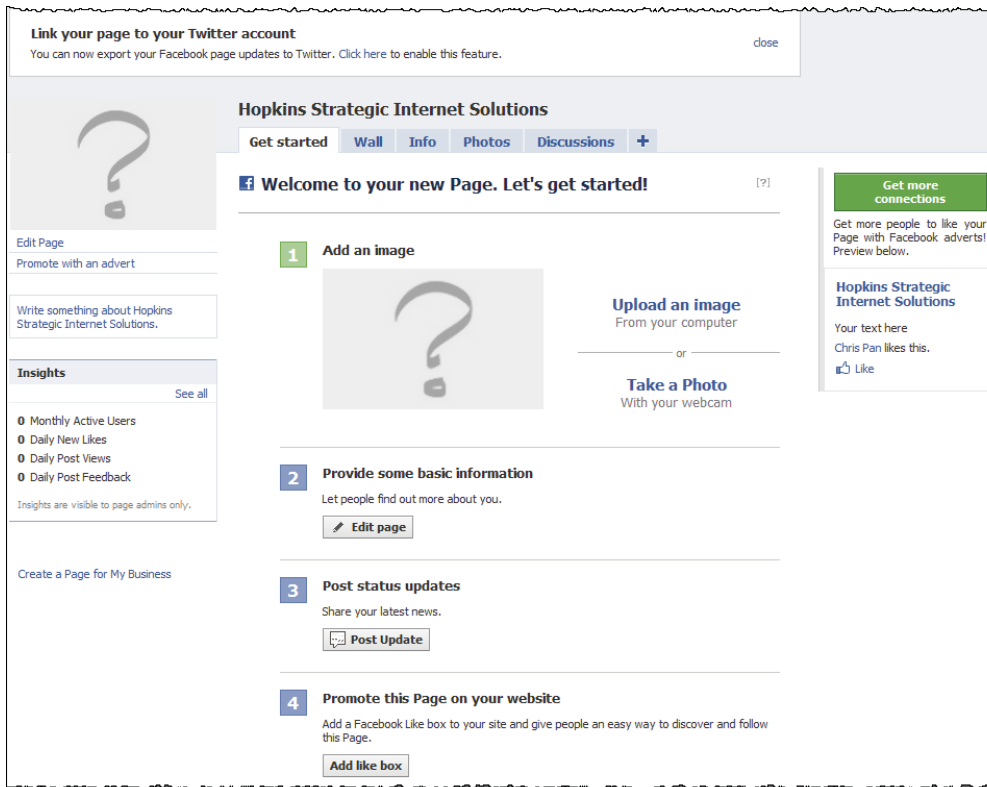 Link your page to your Twitter account
You can now export your Facebook page updates to Twitter. Click here to enable this feature.
close
Hopkins Strategic Internet Solutions
Get started Wall Info Photos Discussions +
Edit Page
Promote with an advert
Write something about Hopkins
Strategic Internet Solutions.
Insights
See all
0 Monthly Active Users
0 Daily New Likes
0 Daily Post Views
0 Daily Post Feedback
Insights are visible to page admins only.
Create a Page for My Business
Welcome to your new Page. Let's get started!
[?]
1 Add an image
Upload an image
From your computer
or
Take a Photo
With your webcam
2 Provide some basic information
Let people find out more about you.
Edit page
3 Post status updates
Share your latest news.
Post Update
4 Promote this Page on your website
Add a Facebook Like box to your site and give people an easy way to discover and follow
this Page.
Add like box
Get more
connections
Get more people to like your
Page with Facebook adverts!
Preview below.
Hopkins Strategic
Internet Solutions
Your text here
Chris Pan likes this.
Like